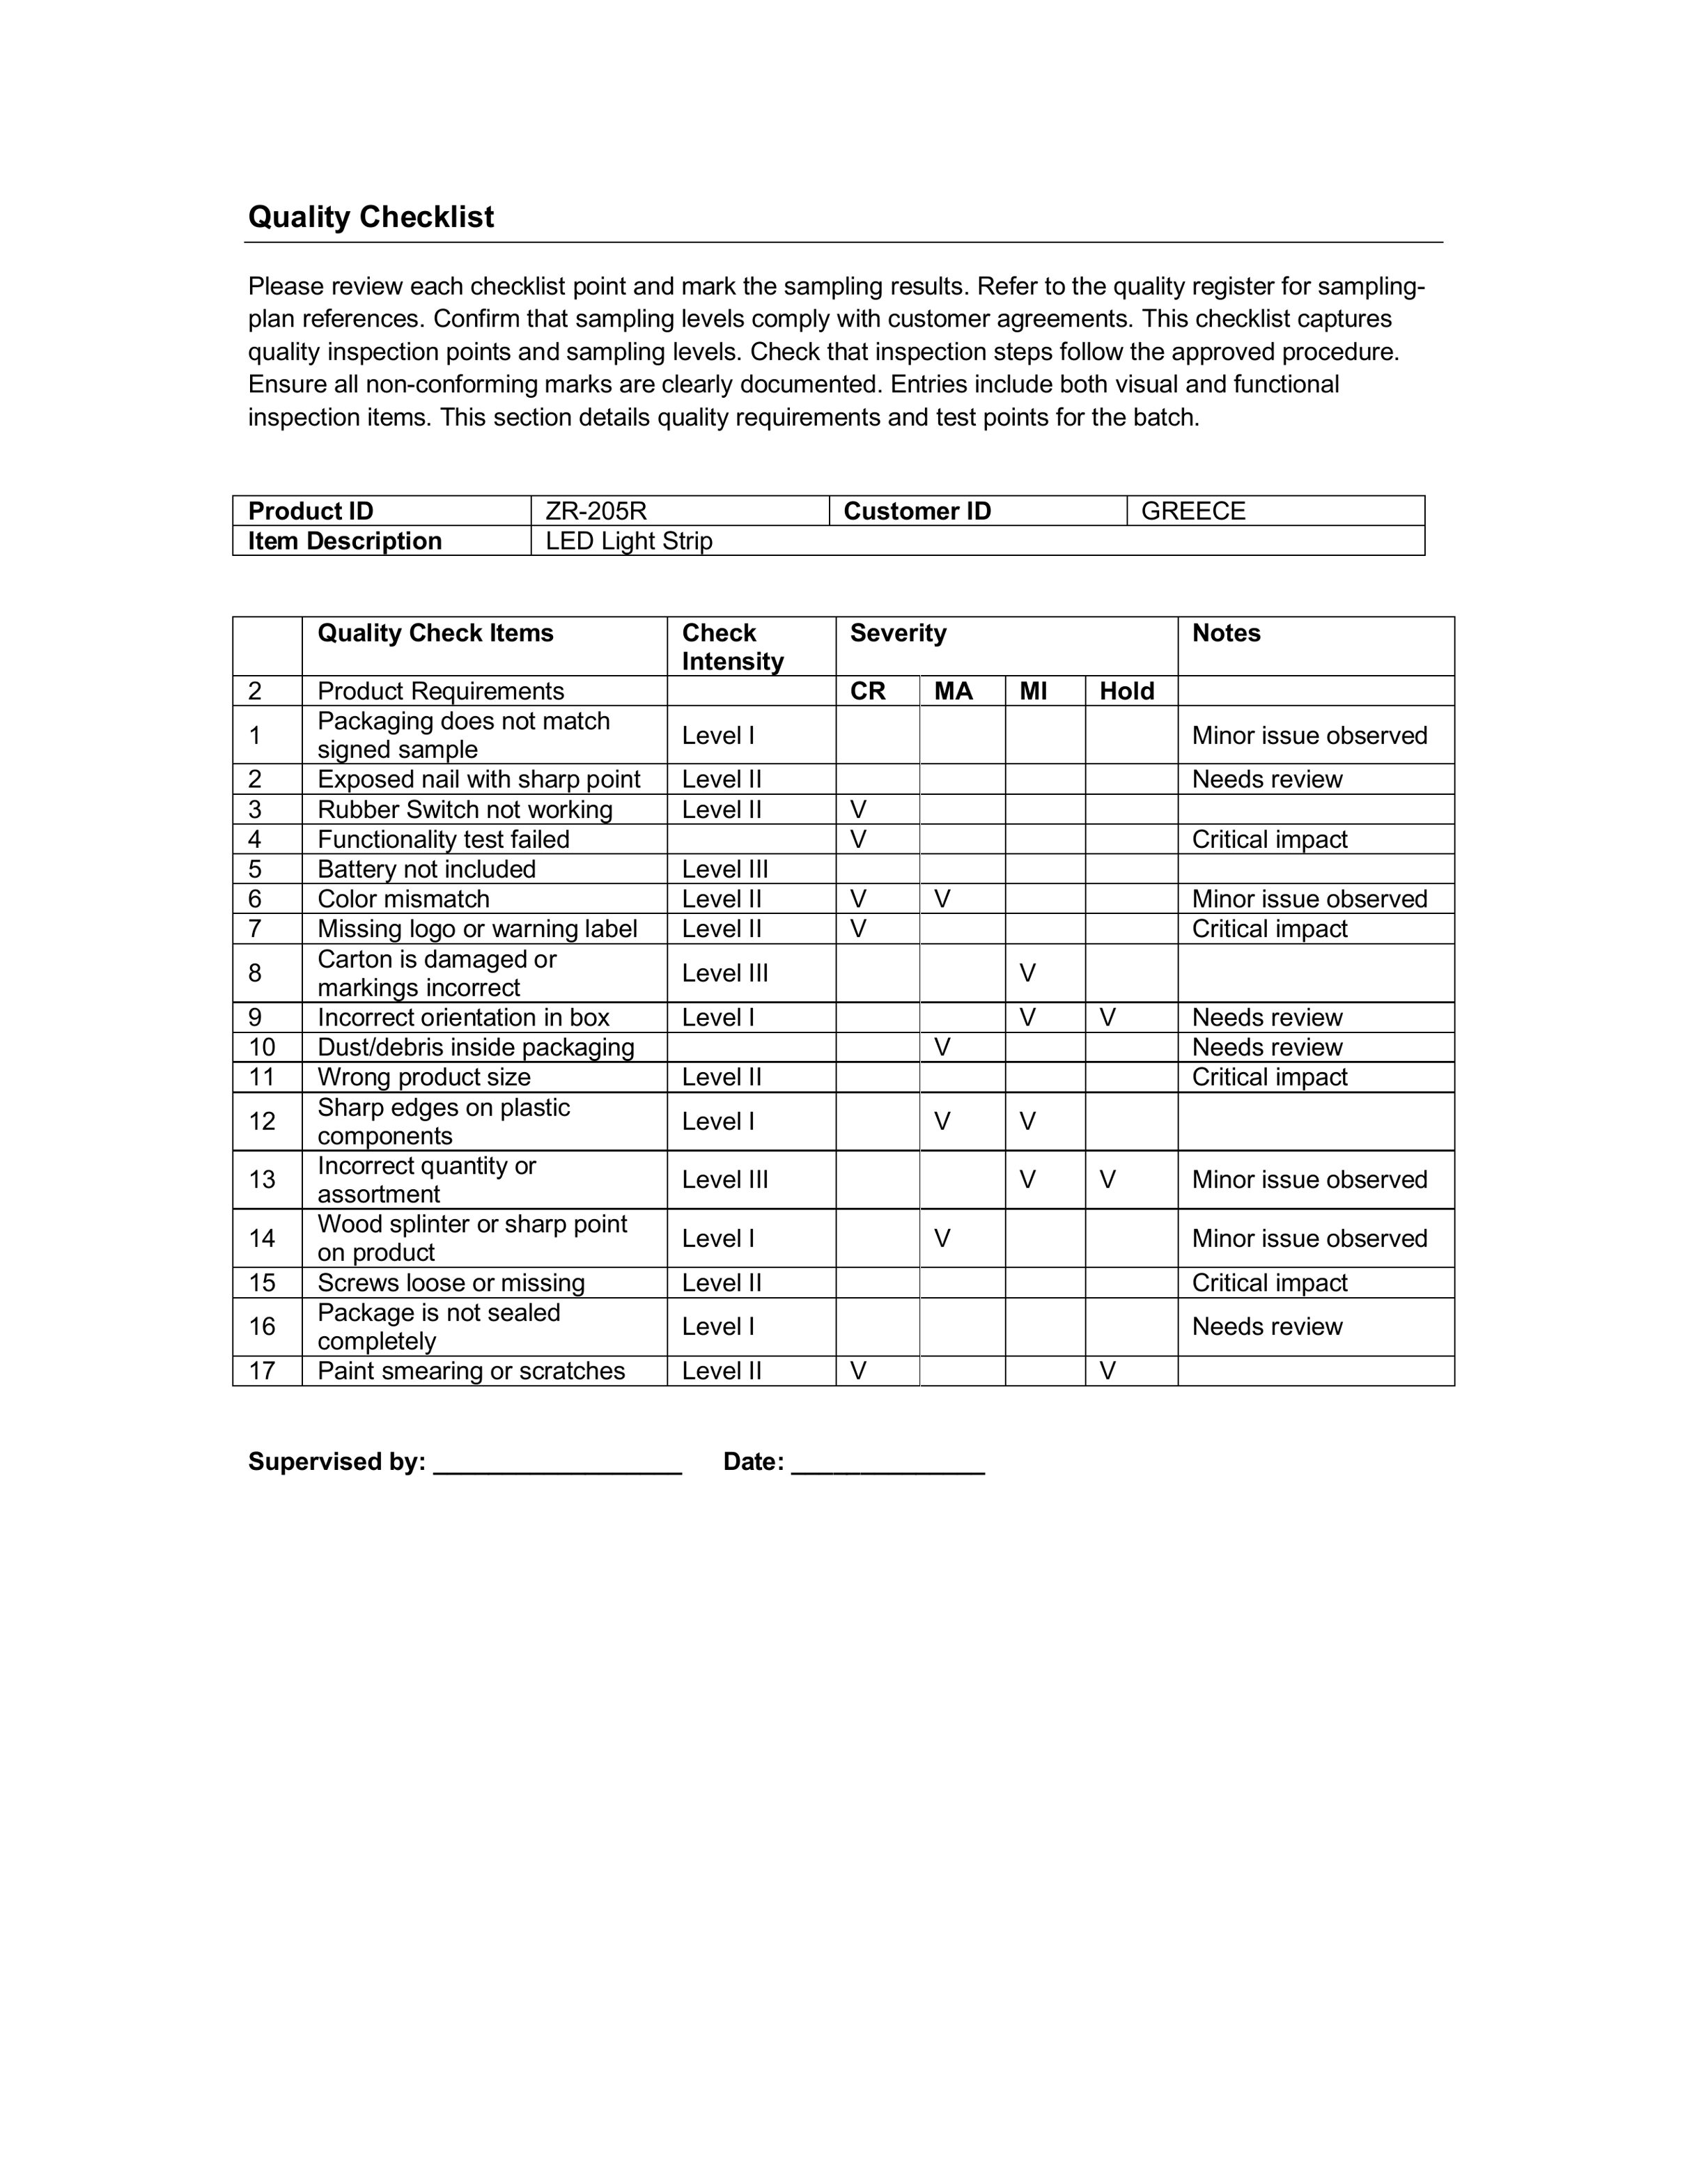 Quality Checklist
Please review each checklist point and mark the sampling results. Refer to the quality register for sampling-
plan references. Confirm that sampling levels comply with customer agreements. This checklist captures
quality inspection points and sampling levels. Check that inspection steps follow the approved procedure.
Ensure all non-conforming marks are clearly documented. Entries include both visual and functional
inspection items. This section details quality requirements and test points for the batch.
Product ID ZR-205R Customer ID GREECE
Item Description LED Light Strip
Quality Check Items Check Severity Notes
Intensity
2 Product Requirements CR MA MI Hold
1 Packaging does not match Level I Minor issue observed
signed sample
2 Exposed nail with sharp point Level II Needs review
3 Rubber Switch not working Level II V
4 Functionality test failed V Critical impact
5 Battery not included Level III
6 Color mismatch Level II V V Minor issue observed
7 Missing logo or warning label Level II V Critical impact
8 Carton is damaged or Level III V
markings incorrect
9 Incorrect orientation in box Level I V V Needs review
10 Dust/debris inside packaging V Needs review
11 Wrong product size Level II Critical impact
12 Sharp edges on plastic Level I V V
components
13 Incorrect quantity or Level III V V Minor issue observed
assortment
14 Wood splinter or sharp point Level I V Minor issue observed
on product
15 Screws loose or missing Level II Critical impact
16 Package is not sealed Level I Needs review
completely
17 Paint smearing or scratches Level II V V
Supervised by: __________________ Date: ______________